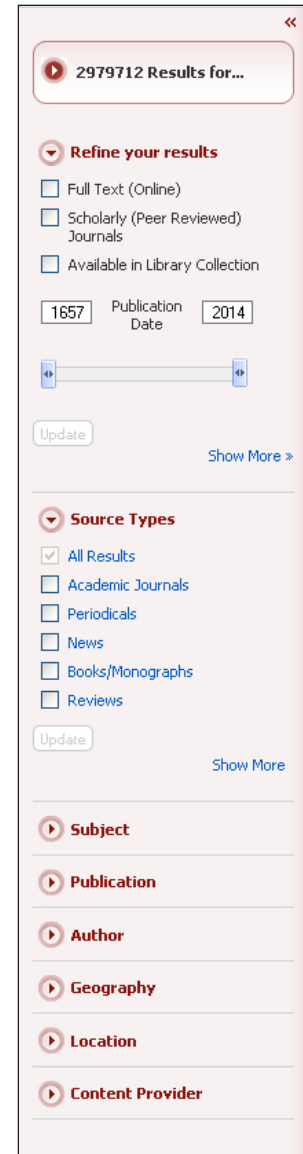 «
2979712 Results for...
Refine your results
Full Text (Online)
Scholarly (Peer Reviewed)
Journals
Available in Library Collection
1657 Publication 2014
Date
Update
Show More »
Source Types
All Results
Academic Journals
Periodicals
News
Books/Monographs
Reviews
Update
Show More
Subject
Publication
Author
Geography
Location
Content Provider